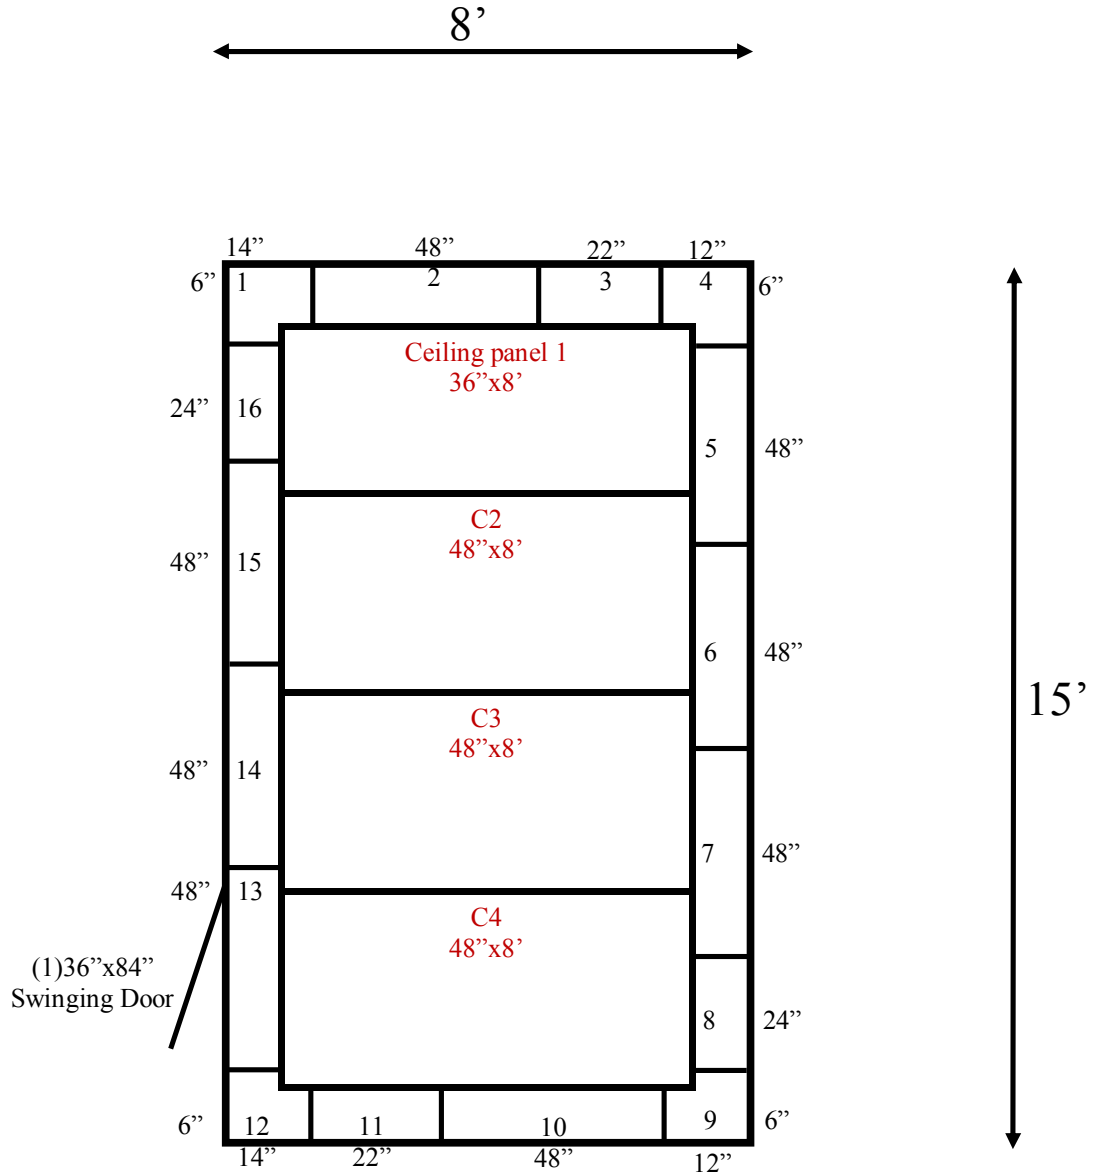 8’
14” 48” 22” 12”
6” 1 2 3 4 6”
Ceiling panel 1
36”x8’
24” 16
5 48”
C2
48”x8’
48” 15
6 48”
15’
C3
48”x8’
48” 14
7 48”
48” 13
C4
48”x8’
(1)36”x84”
Swinging Door
8 24”
6” 12 11 10 9 6”
14” 22” 48” 12”